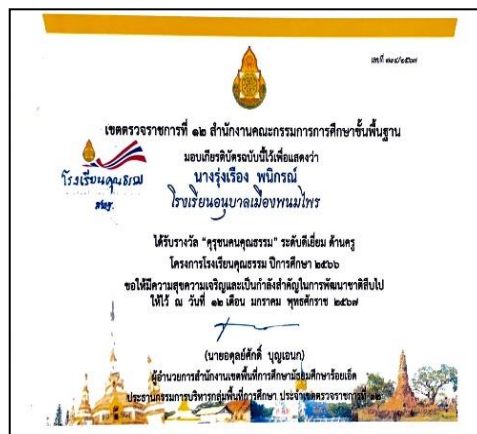 เลขที่ ๓๑๔/๒๕๖๗
เขตตรวจราชการที่ ๑๒ สำนักงานคณะกรรมการการศึกษาขั้นพื้นฐาน
มอบเกียรติบัตรฉบับนี้ไว้เพื่อแสดงว่า
โรงเรียนคุณธรรม
สพฐ.
นางรุ่งเรือง พนิกรณ์
โรงเรียนอนุบาลเมืองพนมไพร
ได้รับรางวัล “คุรุชนคนคุณธรรม” ระดับดีเยี่ยม ด้านครู
โครงการโรงเรียนคุณธรรม ปีการศึกษา ๒๕๖๖
ขอให้มีความสุขความเจริญและเป็นกำลังสำคัญในการพัฒนาชาติสืบไป
ให้ไว้ ณ วันที่ ๑๒ เดือน มกราคม พุทธศักราช ๒๕๖๗
(นายอดุลย์ศักดิ์ บุญเอนก)
ผู้อำนวยการสำนักงานเขตพื้นที่การศึกษามัธยมศึกษาร้อยเอ็ด
ประธานกรรมการบริหารกลุ่มพื้นที่การศึกษา ประจำเขตตรวจราชการที่ ๑๒